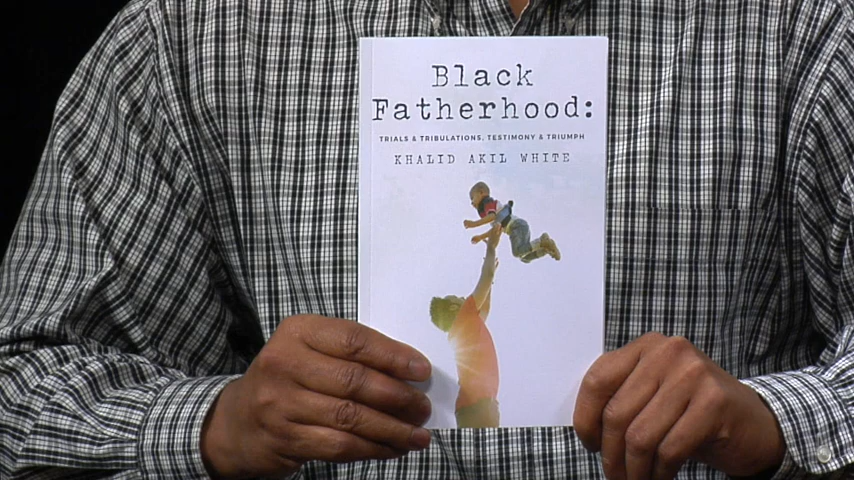 Black
Fatherhood:
TRIALS & TRIBULATIONS, TESTIMONY & TRIUMPH
KHALID AKIL WHITE